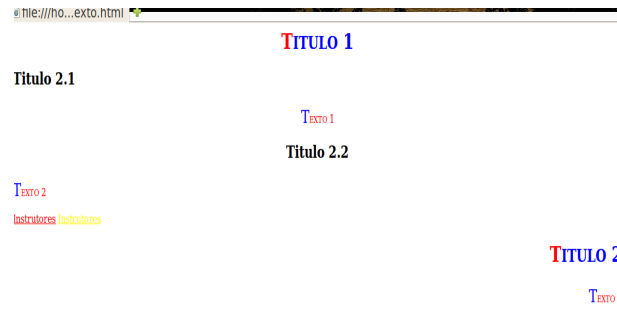 file:///ho...exto.html
TITULO 1
Titulo 2.1
TEXTO 1
Titulo 2.2
TEXTO 2
Instrutores Instrutores
TITULO 2
TEXTO